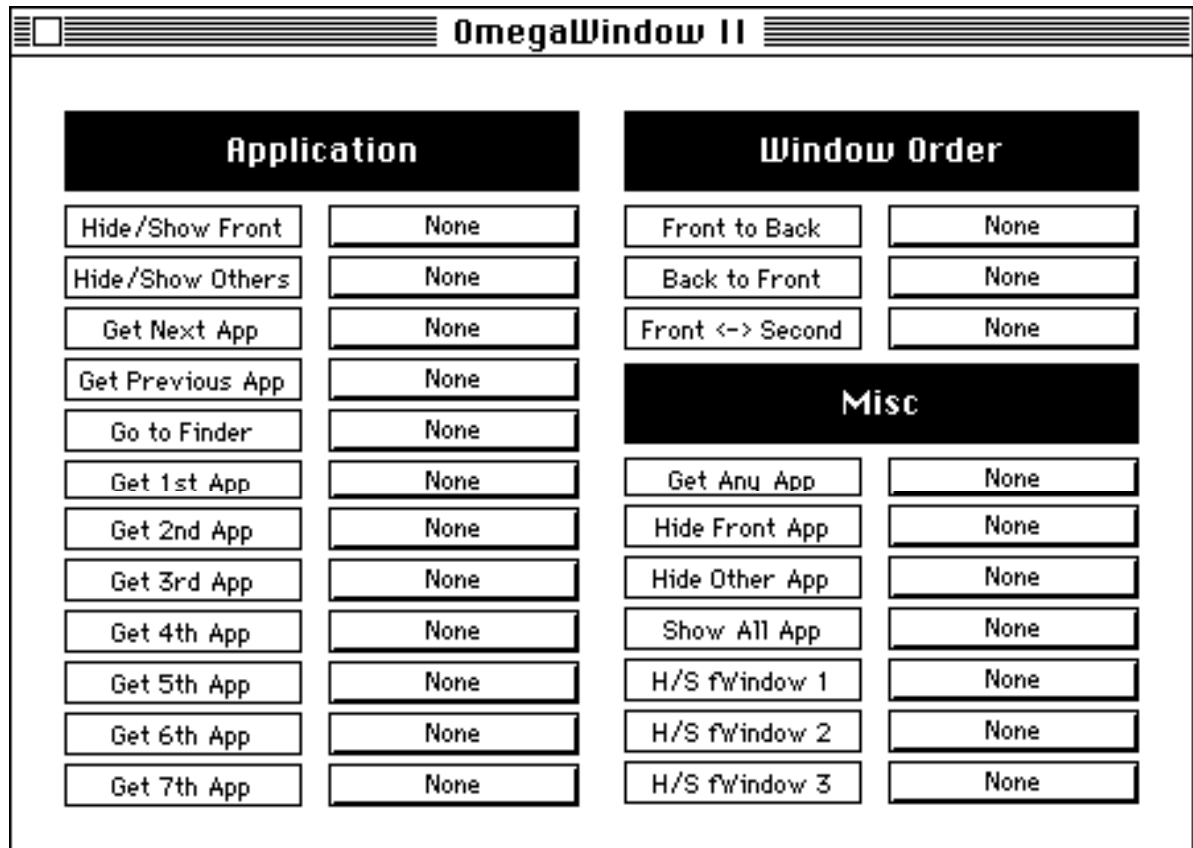 OmegaWindow II
Application
Hide/Show Front None
Hide/Show Others None
Get Next App None
Get Previous App None
Go to Finder None
Get 1st App None
Get 2nd App None
Get 3rd App None
Get 4th App None
Get 5th App None
Get 6th App None
Get 7th App None
Window Order
Front to Back None
Back to Front None
Front <-> Second None
Misc
Get Any App None
Hide Front App None
Hide Other App None
Show All App None
H/S fWindow 1 None
H/S fWindow 2 None
H/S fWindow 3 None